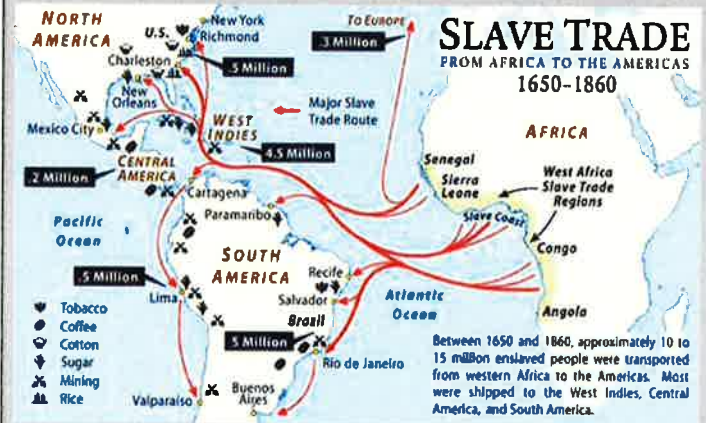 SLAVE TRADE
FROM AFRICA TO THE AMERICAS
1650-1860
NORTH
AMERICA
U.S.
New York
Richmond
Charleston
.5 Million
New
Orleans
TO EUROPE
.3 Million
Major Slave
Trade Route
Mexico City
WEST
INDIES
4.5 Million
CENTRAL
AMERICA
.2 Million
Cartagena
Paramaribo
AFRICA
Senegal
Sierra
Leone
West Africa
Slave Trade
Regions
Slave Coast
Congo
Angola
Pacific
Ocean
SOUTH
AMERICA
.5 Million
Lima
Recife
Salvador
Brazil
5 Million
Rio de Janeiro
Atlantic
Ocean
Buenos
Aires
Valparaíso
Tobacco
Coffee
Cotton
Sugar
Mining
Rice
Between 1650 and 1860, approximately 10 to
15 million enslaved people were transported
from western Africa to the Americas. Most
were shipped to the West Indies, Central
America, and South America.